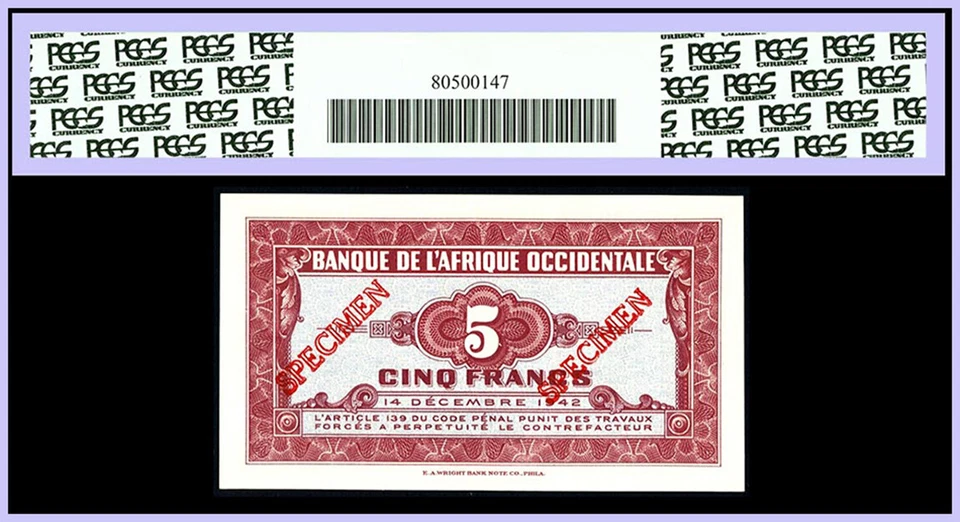 PCGS CURRENCY
80500147
BANQUE DE L'AFRIQUE OCCIDENTALE
SPECIMEN
5
SPECIMEN
CINQ FRANCS
14 DÉCEMBRE 1942
L'ARTICLE 139 DU CODE PÉNAL PUNIT DES TRAVAUX
FORCÉS A PERPETUITÉ LE CONTREFACTEUR
E.A.WRIGHT BANK NOTE CO., PHILA.